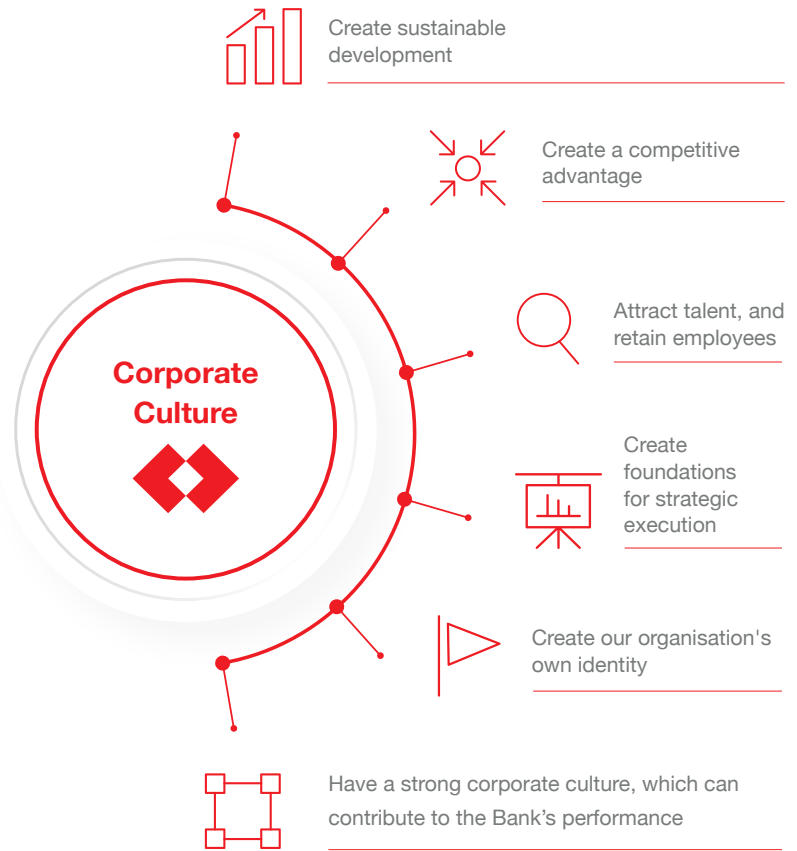 Create sustainable
development
Create a competitive
advantage
Attract talent, and
retain employees
Corporate
Culture
Create
foundations
for strategic
execution
Create our organisation's
own identity
Have a strong corporate culture, which can
contribute to the Bank’s performance